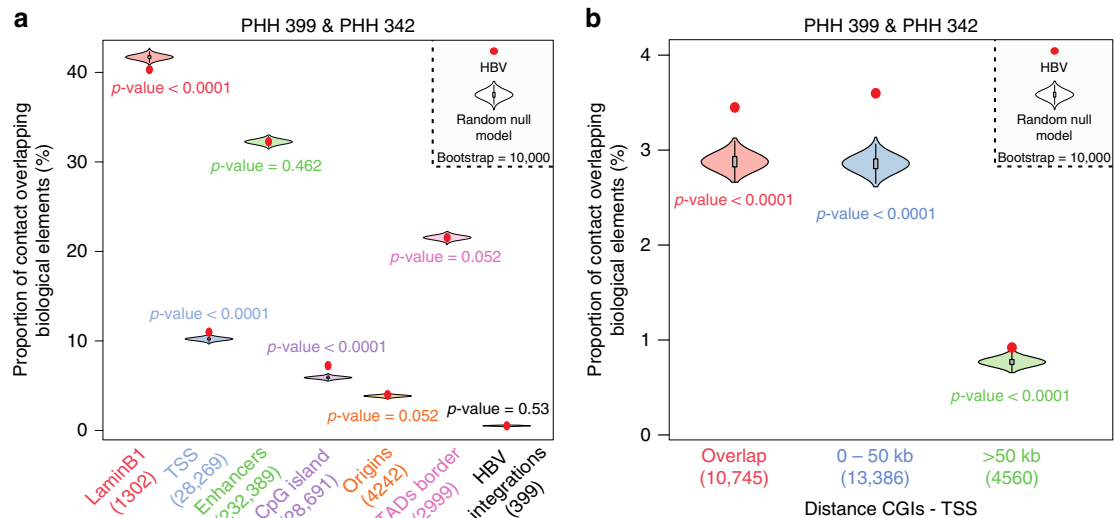 a
PHH 399 & PHH 342
Proportion of contact overlapping
biological elements (%)
40
30
20
10
0
HBV
Random null
model
Bootstrap = 10,000
p-value < 0.0001
p-value = 0.462
p-value = 0.052
p-value < 0.0001
p-value < 0.0001
p-value = 0.052
p-value = 0.53
LaminB1
(1302)
TSS
(28,269)
Enhancers
(232,389)
CpG island
(28,691)
Origins
(4242)
TADs border
(2999)
HBV
integrations
(399)
b
PHH 399 & PHH 342
Proportion of contact overlapping
biological elements (%)
4
3
2
1
0
HBV
Random null
model
Bootstrap = 10,000
p-value < 0.0001
p-value < 0.0001
p-value < 0.0001
Overlap
(10,745)
0 – 50 kb
(13,386)
>50 kb
(4560)
Distance CGIs - TSS